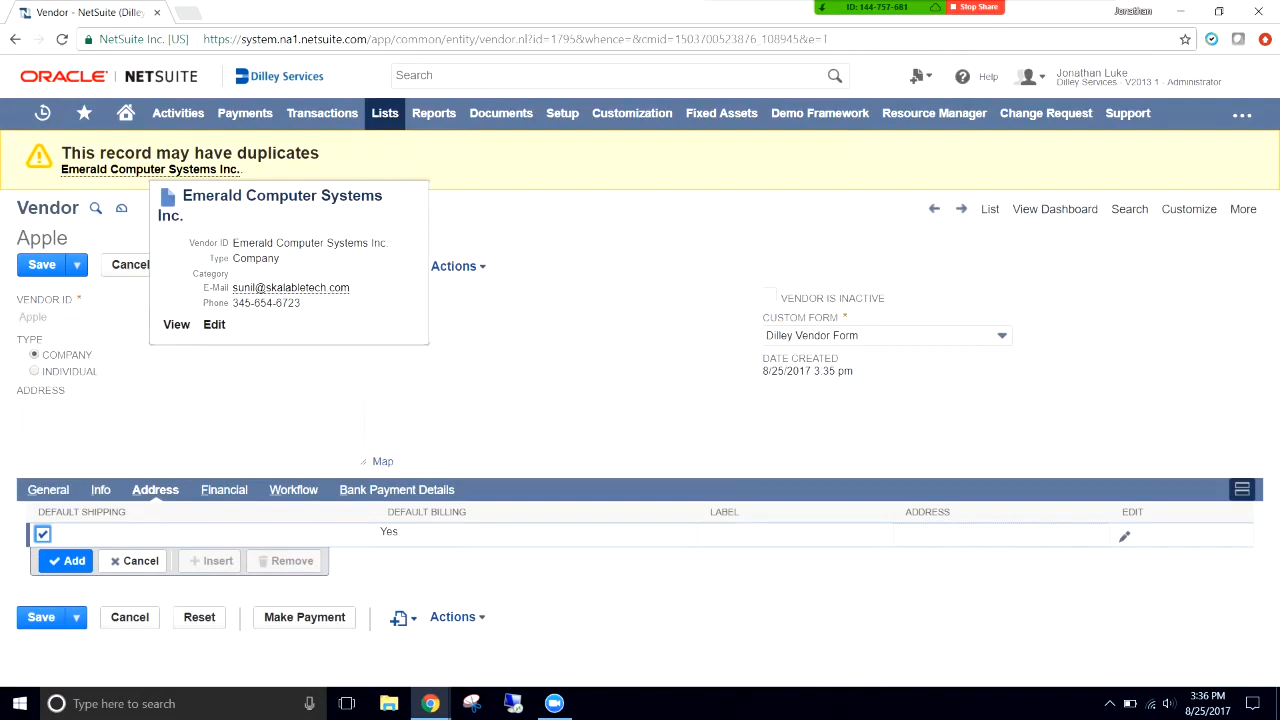 Vendor - NetSuite (Dilley
ID: 144-757-681
Stop Share
Jonathan
NetSuite Inc. [US]
https://system.na1.netsuite.com/app/common/entity/vendor.nl?id=1795&whence=&cmid=1503700523876_108945&e=T
ORACLE | NETSUITE
Dilley Services
Search
Help
Jonathan Luke
Dilley Services - V2013.1 - Administrator
Activities Payments Transactions Lists Reports Documents Setup Customization Fixed Assets Demo Framework Resource Manager Change Request Support
This record may have duplicates
Emerald Computer Systems Inc.
Emerald Computer Systems
Inc.
Vendor ID Emerald Computer Systems Inc.
Type Company
Category
E-Mail sunil@skalabletech.com
Phone 345-654-6723
View Edit
Vendor
List View Dashboard Search Customize More
Apple
Save Cancel Actions
VENDOR ID *
Apple
TYPE
COMPANY
INDIVIDUAL
ADDRESS
Map
VENDOR IS INACTIVE
CUSTOM FORM *
Dilley Vendor Form
DATE CREATED
8/25/2017 3:35 pm
General Info Address Financial Workflow Bank Payment Details
DEFAULT SHIPPING DEFAULT BILLING LABEL ADDRESS EDIT
Yes
Add Cancel Insert Remove
Save Cancel Reset Make Payment Actions
Type here to search
3:36 PM
8/25/2017